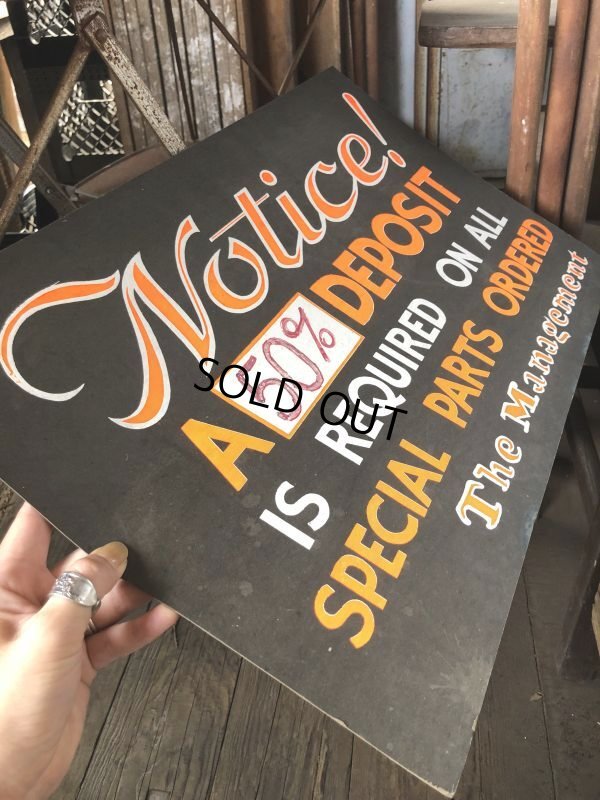 Notice!
A 50% DEPOSIT
IS REQUIRED ON ALL
SPECIAL PARTS ORDERED
The Management
SOLD OUT